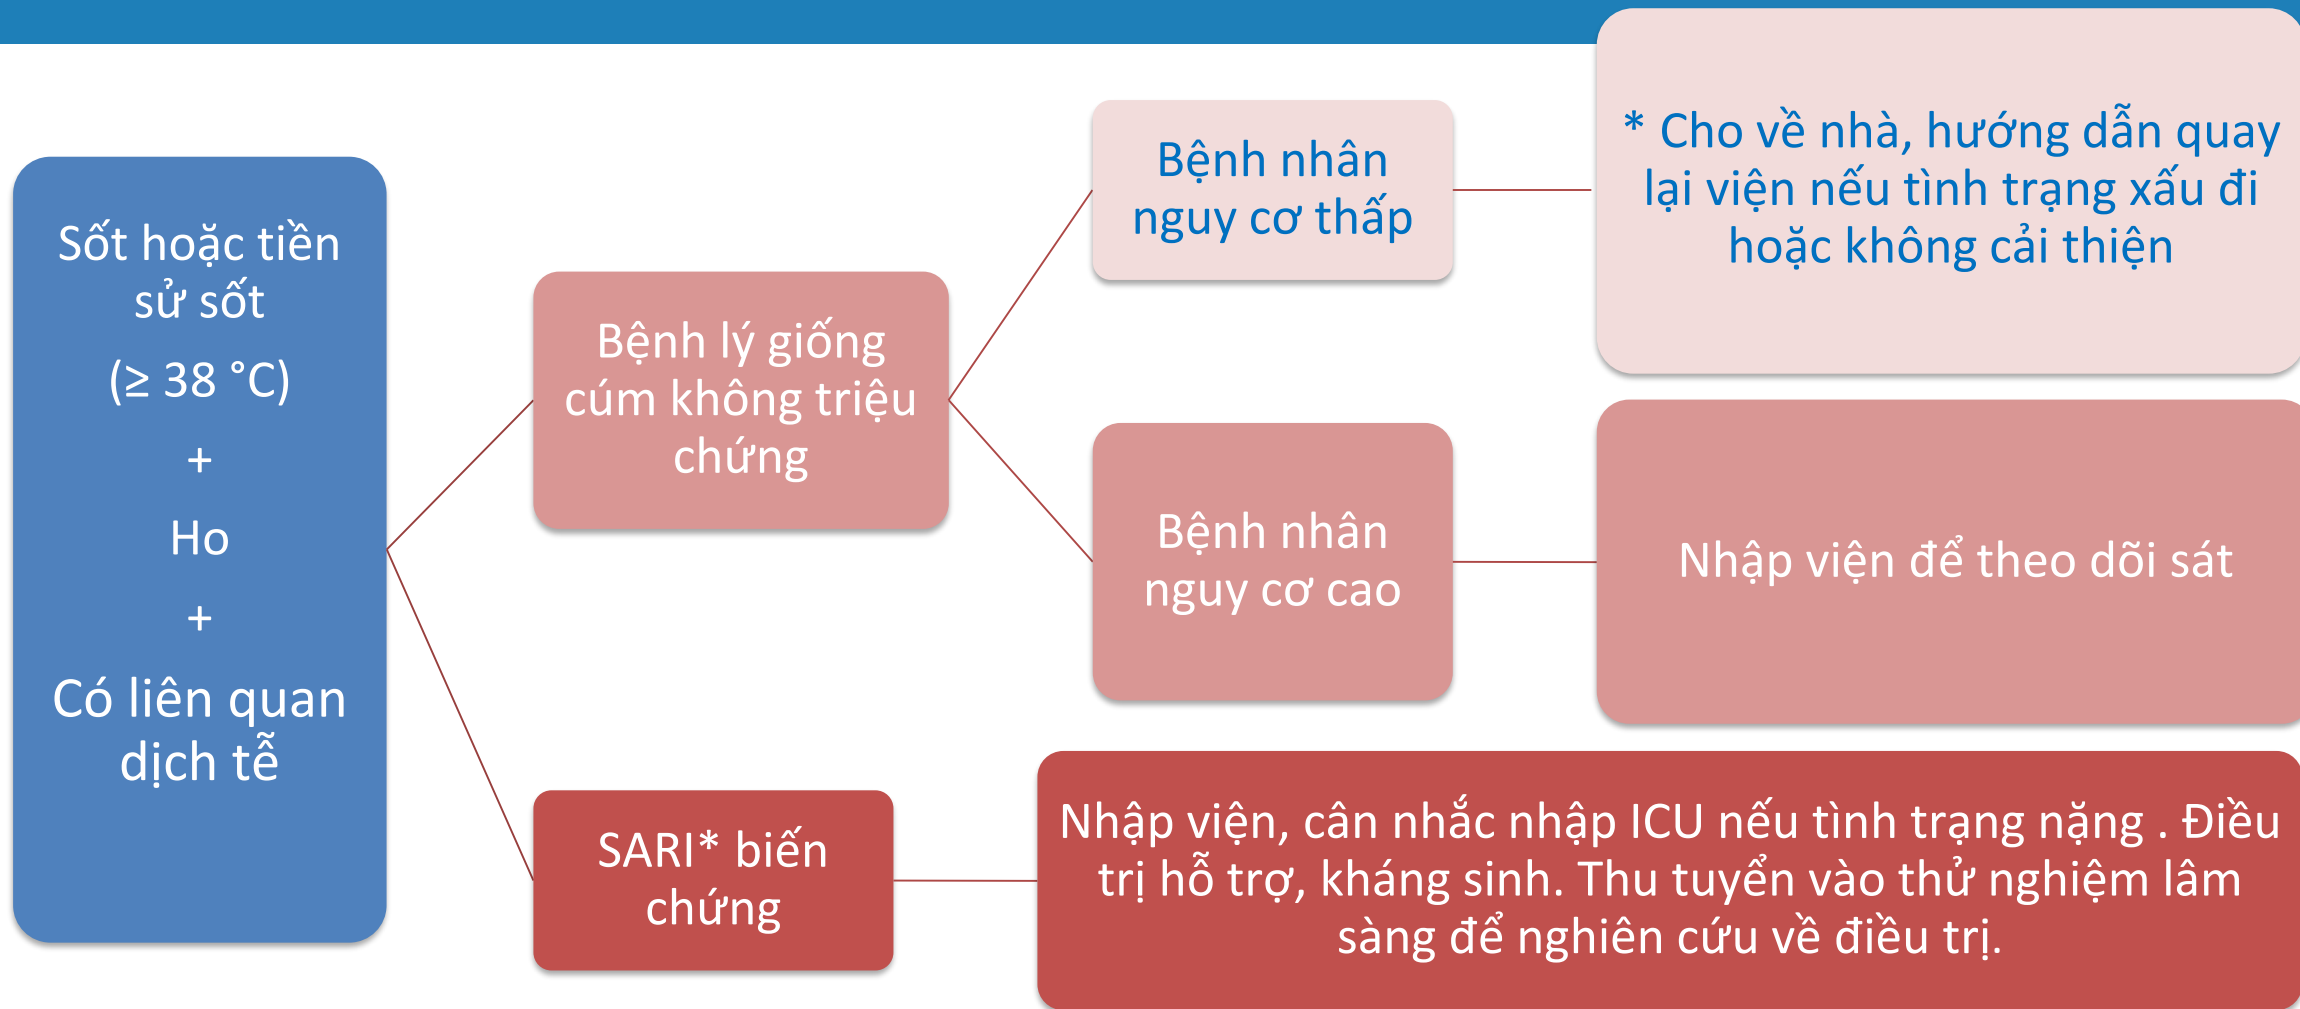 Sốt hoặc tiền
sử sốt
(≥ 38 °C)
+
Ho
+
Có liên quan
dịch tễ
Bệnh lý giống
cúm không triệu
chứng
Bệnh nhân
nguy cơ thấp
* Cho về nhà, hướng dẫn quay
lại viện nếu tình trạng xấu đi
hoặc không cải thiện
Bệnh nhân
nguy cơ cao
Nhập viện để theo dõi sát
SARI* biến
chứng
Nhập viện, cân nhắc nhập ICU nếu tình trạng nặng . Điều
trị hỗ trợ, kháng sinh. Thu tuyển vào thử nghiệm lâm
sàng để nghiên cứu về điều trị.